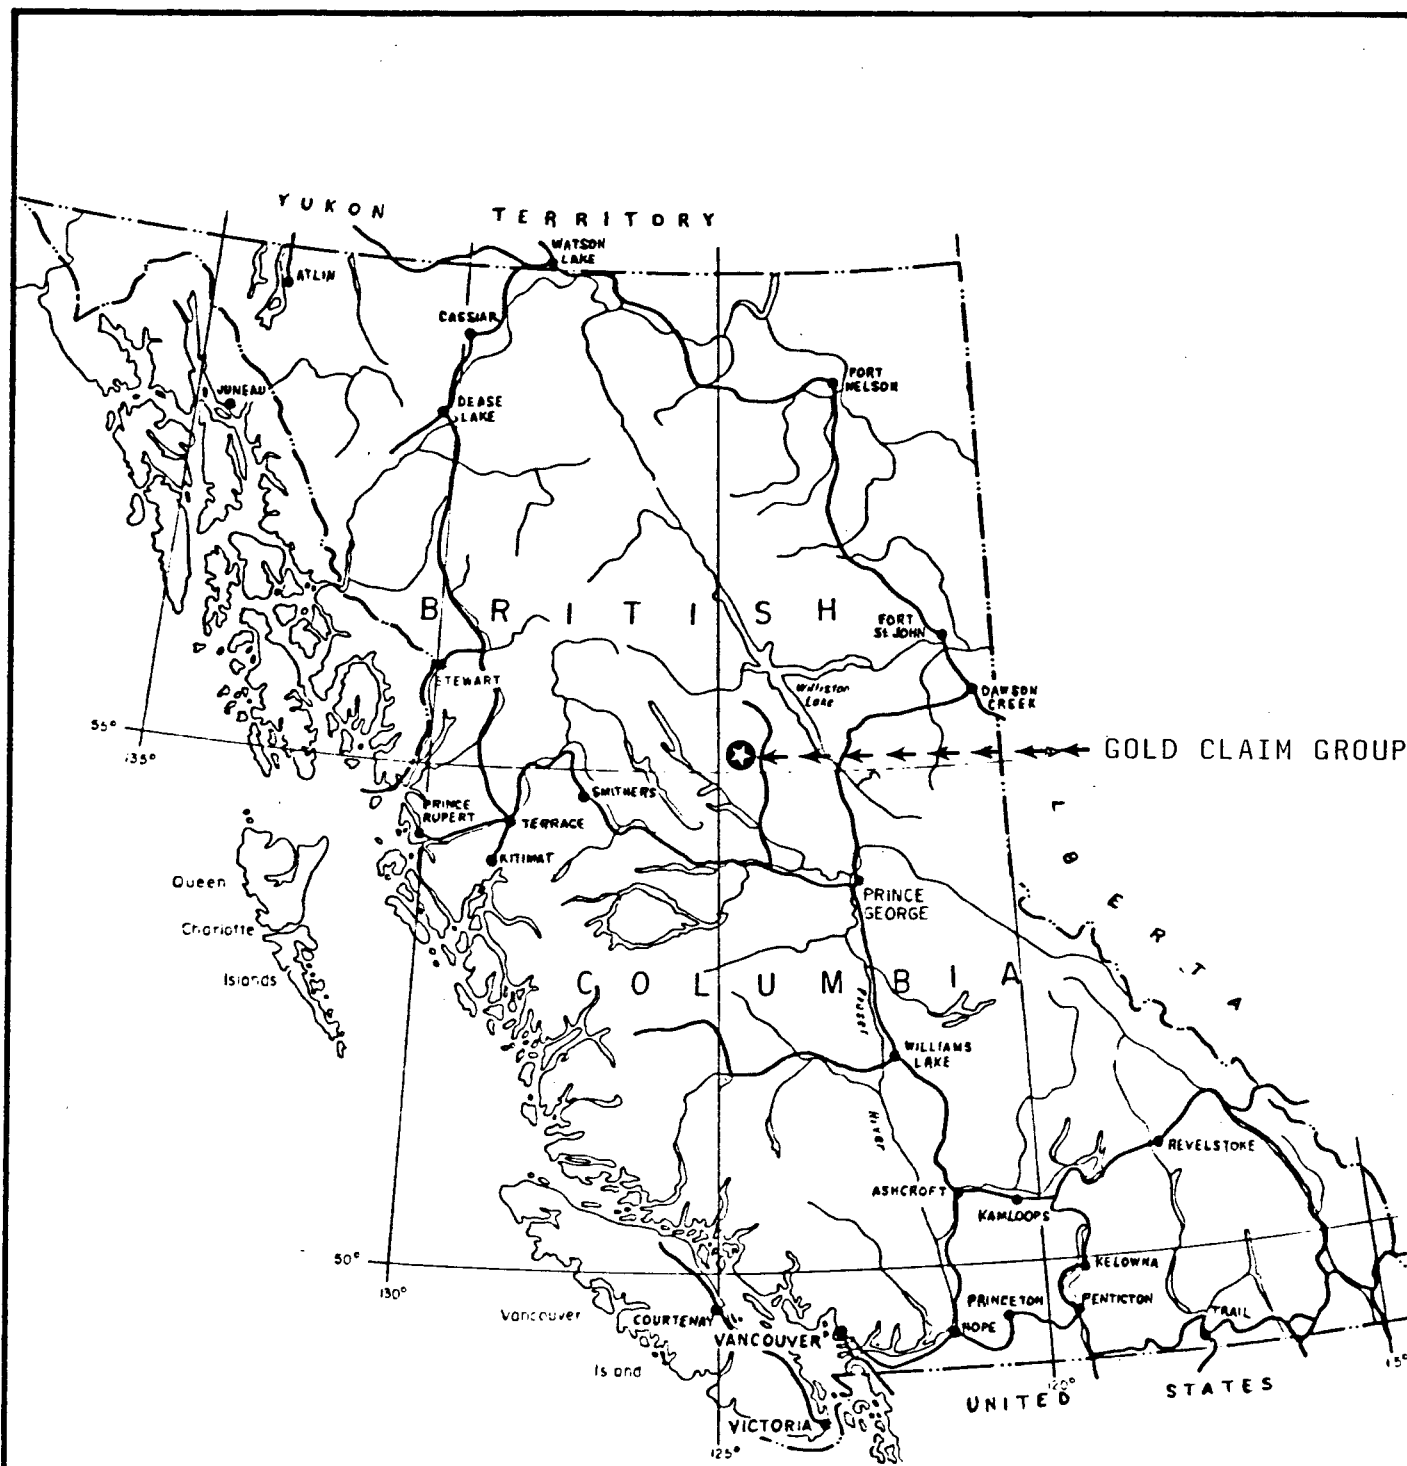 YUKON TERRITORY
WATSON
LAKE
ATLIN
CASSIAR
JUNEAU
DEASE
LAKE
FORT
NELSON
BRITISH
FORT
St. JOHN
STEWART
Williston
Lake
DAWSON
CREEK
55°
135°
GOLD CLAIM GROUP
SMITHERS
PRINCE
RUPERT
TERRACE
KITIMAT
Queen
Charlotte
Islands
PRINCE
GEORGE
COLUMBIA
Fraser
River
WILLIAMS
LAKE
REVELSTOKE
ASHCROFT
KAMLOOPS
50°
130°
KELOWNA
PRINCETON
PENTICTON
TRAIL
HOPE
Vancouver
Island
COURTENAY
VANCOUVER
VICTORIA
125°
120°
UNITED STATES